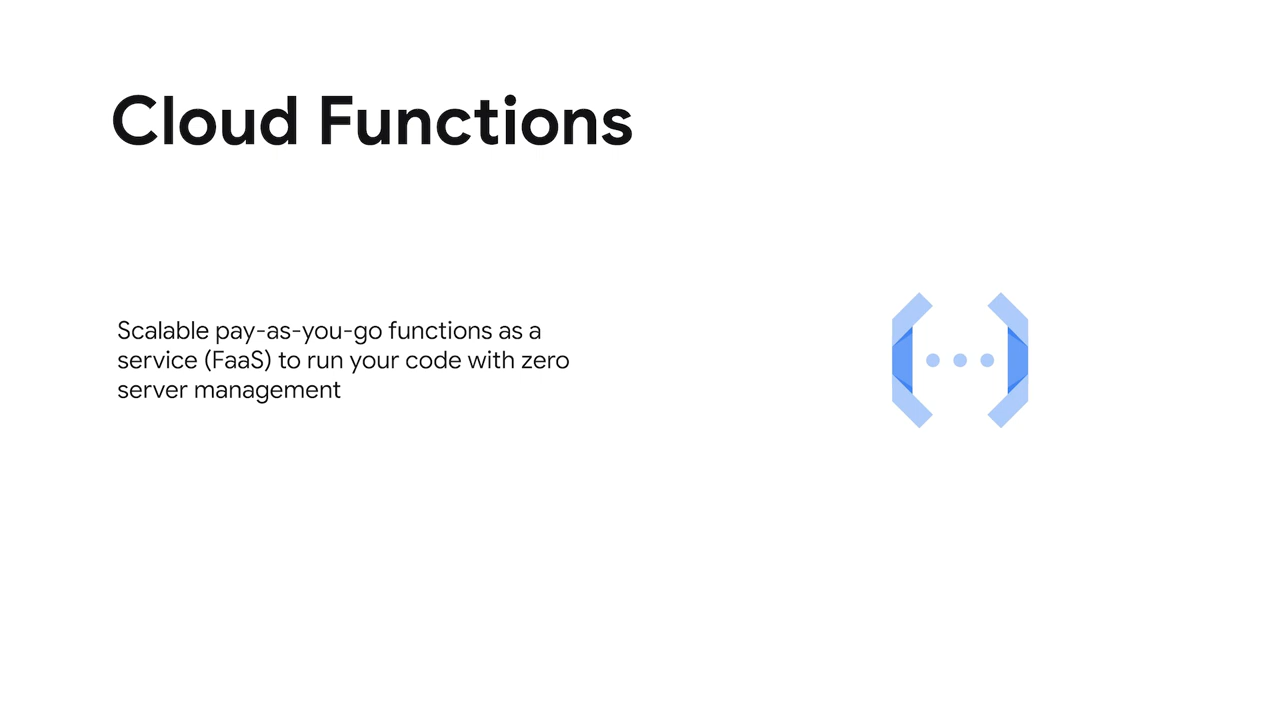 Cloud Functions
Scalable pay-as-you-go functions as a
service (FaaS) to run your code with zero
server management